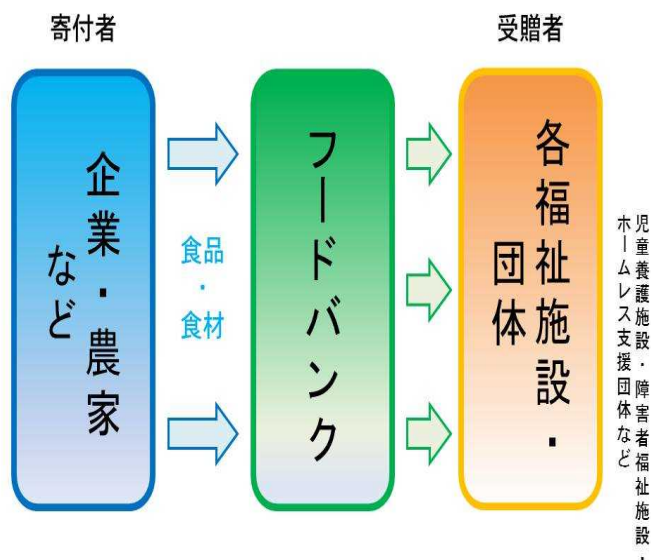 寄付者
受贈者
企業・農家
など
食品
・
食材
フードバンク
各福祉施設・
団体
児童養護施設・障害者福祉施設・
ホームレス支援団体など